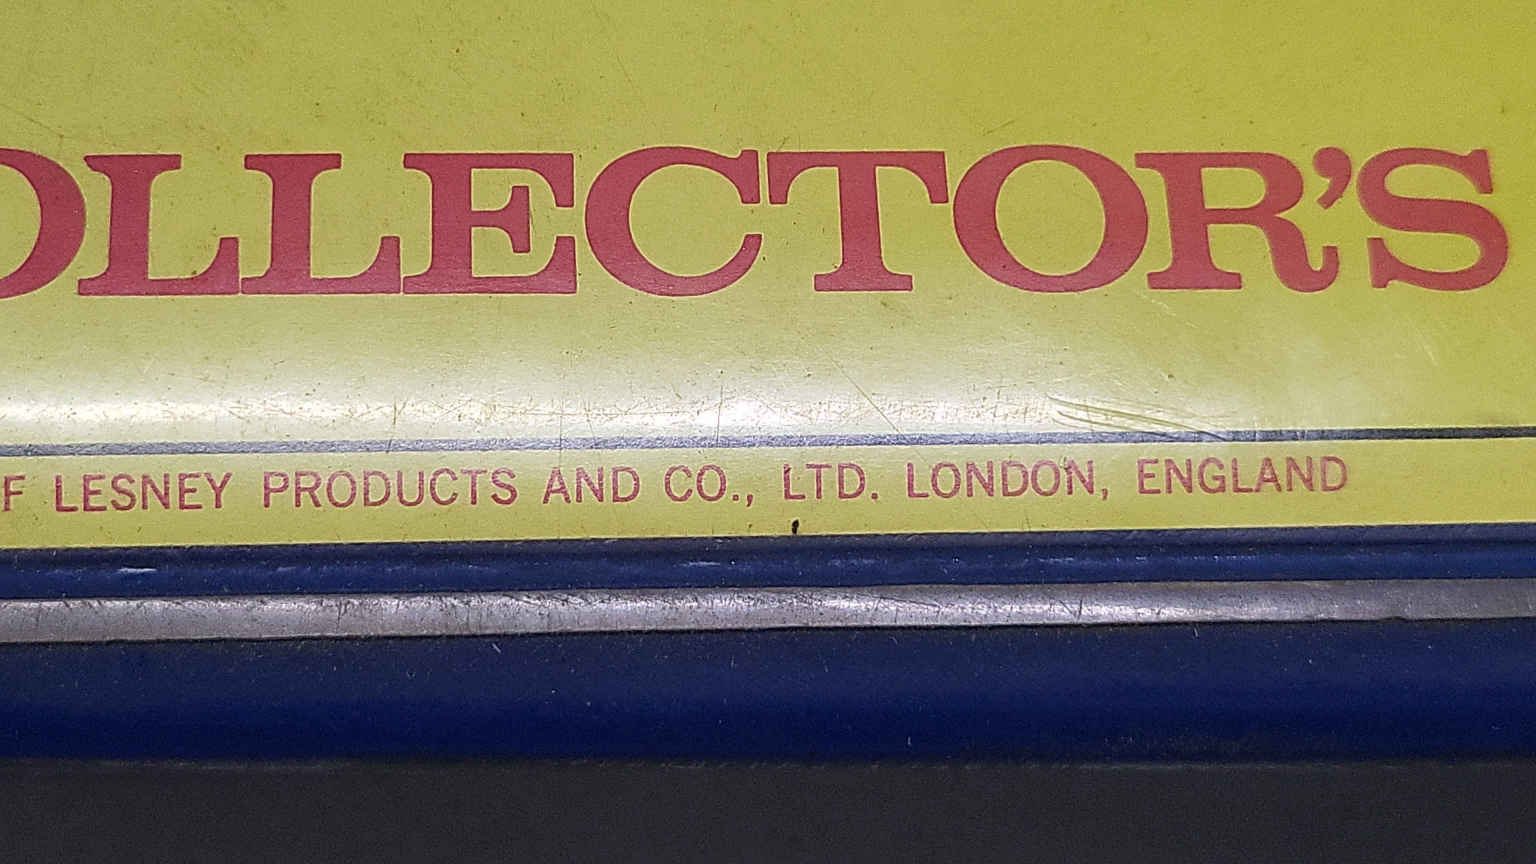 OLLECTOR'S
F LESNEY PRODUCTS AND CO., LTD. LONDON, ENGLAND